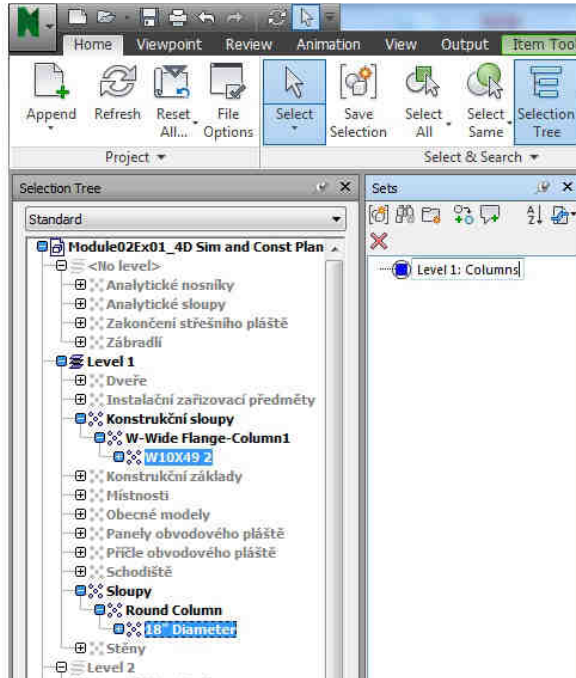 Home Viewpoint Review Animation View Output Item Too
Append
Refresh
Reset All...
File Options
Select
Save Selection
Select All
Select Same
Selection Tree
Project
Select & Search
Selection Tree
Standard
Module02Ex01_4D Sim and Const Plan
<No level>
Analytické nosníky
Analytické sloupy
Zakončení střešního pláště
Zábradlí
Level 1
Dveře
Instalační zařizovací předměty
Konstrukční sloupy
W-Wide Flange-Column1
W10X49 2
Konstrukční základy
Místnosti
Obecné modely
Panely obvodového pláště
Příčle obvodového pláště
Schodiště
Sloupy
Round Column
18" Diameter
Stěny
Level 2
Sets
Level 1: Columns